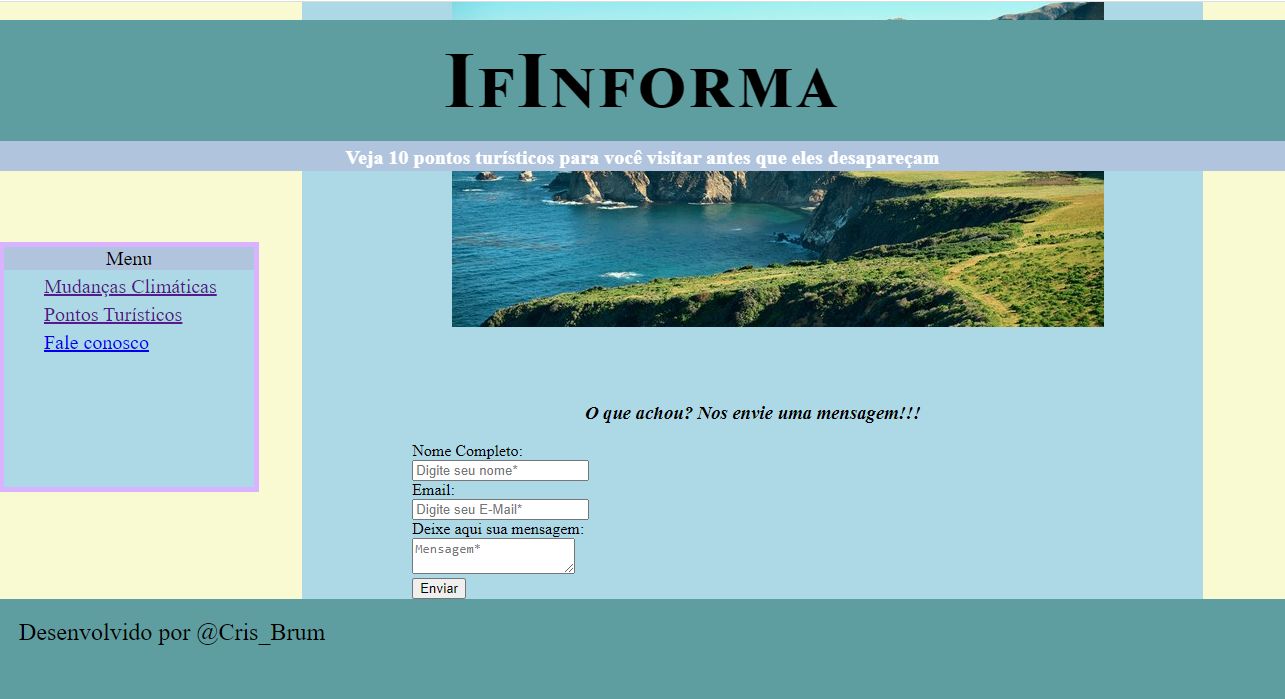 IfInforma
Veja 10 pontos turísticos para você visitar antes que eles desapareçam
Menu
Mudanças Climáticas
Pontos Turísticos
Fale conosco
O que achou? Nos envie uma mensagem!!!
Nome Completo:
Digite seu nome*
Email:
Digite seu E-Mail*
Deixe aqui sua mensagem:
Mensagem*
Enviar
Desenvolvido por @Cris_Brum